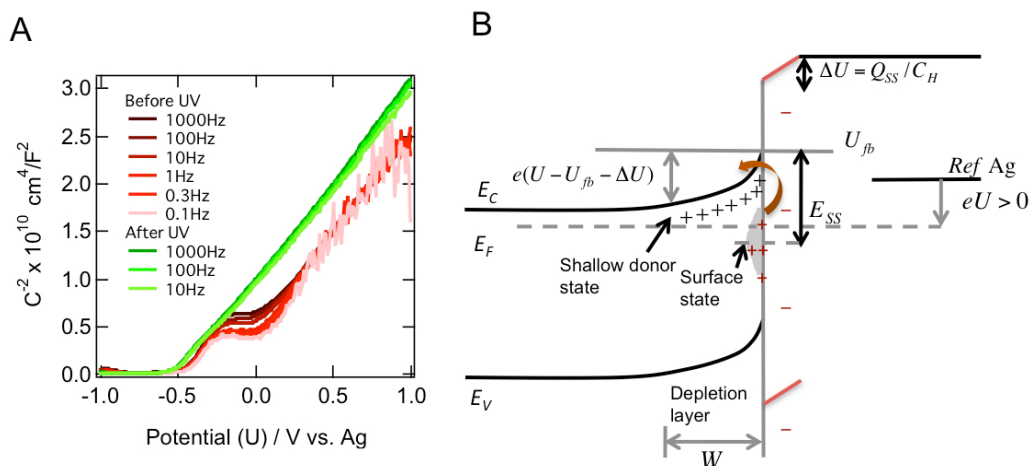 A
C⁻² x 10¹⁰ cm⁴/F²
3.0
2.5
2.0
1.5
1.0
0.5
0.0
Before UV
1000Hz
100Hz
10Hz
1Hz
0.3Hz
0.1Hz
After UV
1000Hz
100Hz
10Hz
-1.0
-0.5
0.0
0.5
1.0
Potential (U) / V vs. Ag
B
ΔU = Q_SS / C_H
−
U_fb
e(U − U_fb − ΔU)
Ref Ag
E_C
+ + + + + + +
−
E_SS
eU > 0
+
E_F
Shallow donor
state
Surface
state
+ + +
+
−
E_V
Depletion
layer
−
−
W